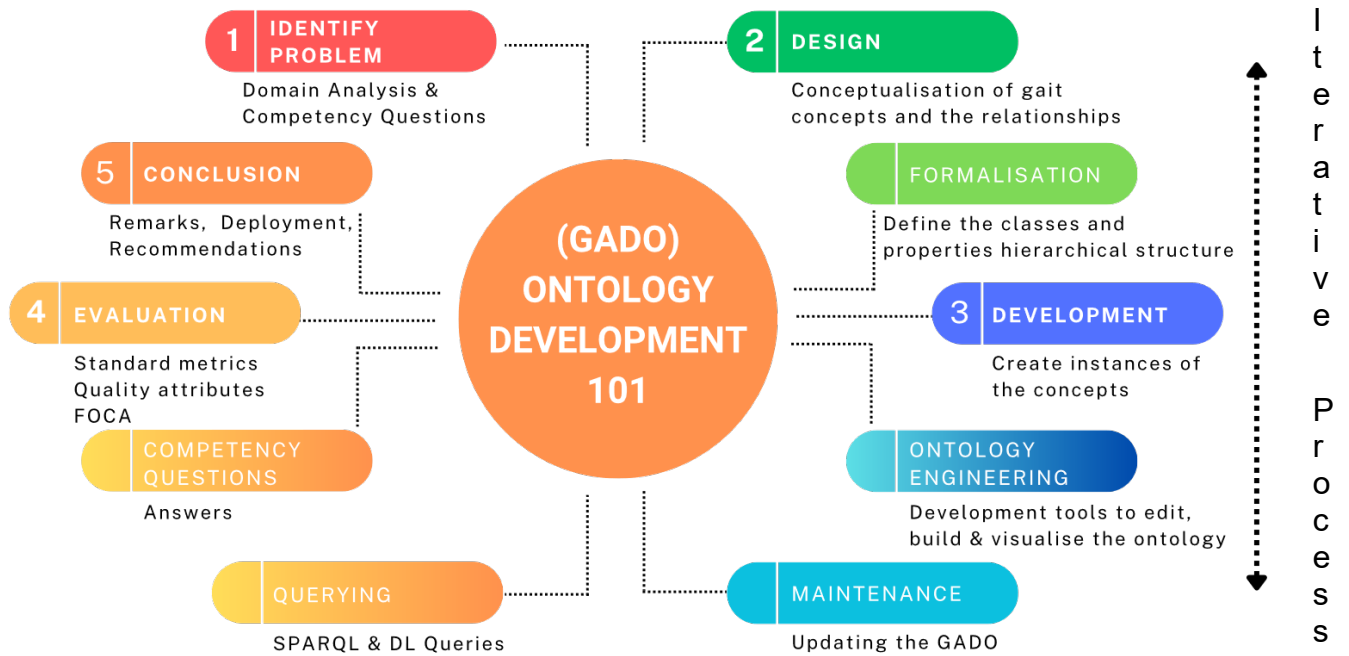 1
IDENTIFY
PROBLEM
Domain Analysis &
Competency Questions
2
DESIGN
Conceptualisation of gait
concepts and the relationships
5
CONCLUSION
Remarks, Deployment,
Recommendations
FORMALISATION
Define the classes and
properties hierarchical structure
(GADO)
ONTOLOGY
DEVELOPMENT
101
4
EVALUATION
Standard metrics
Quality attributes
FOCA
3
DEVELOPMENT
Create instances of
the concepts
COMPETENCY
QUESTIONS
Answers
ONTOLOGY
ENGINEERING
Development tools to edit,
build & visualise the ontology
QUERYING
SPARQL & DL Queries
MAINTENANCE
Updating the GADO
Iterative Process